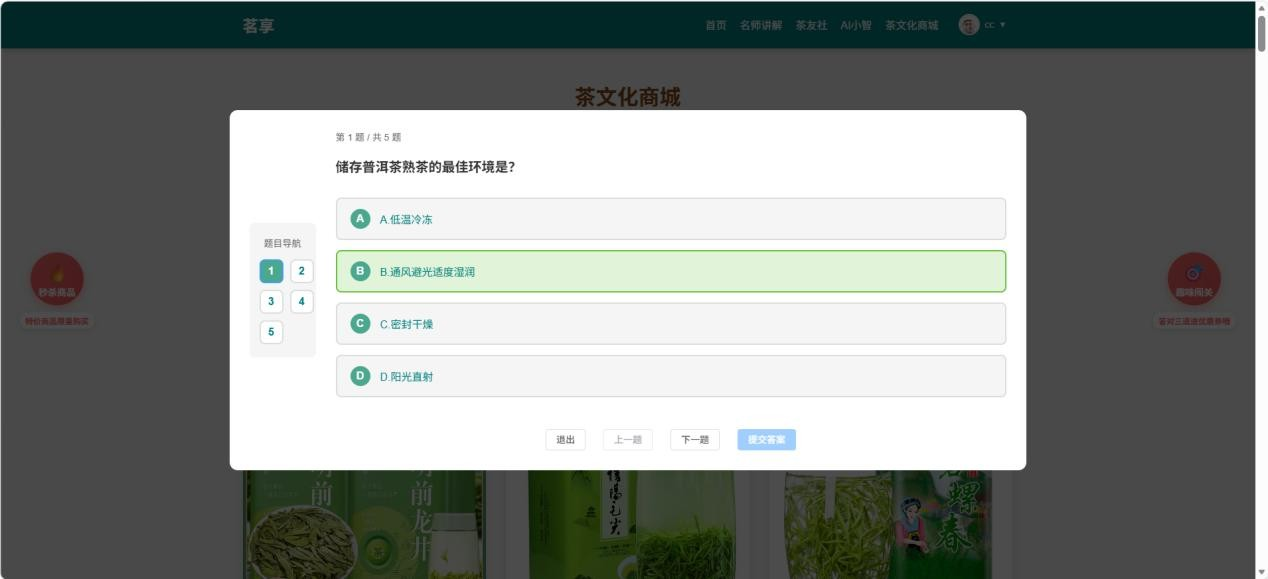 茗享
首页 名师讲解 茶友社 AI小智 茶文化商城 cc ▼
茶文化商城
第 1 题 / 共 5 题
储存普洱茶熟茶的最佳环境是?
A A.低温冷冻
B B.通风避光适度湿润
C C.密封干燥
D D.阳光直射
题目导航
1 2
3 4
5
秒杀商品
特价商品限量购买
趣味闯关
答对三道送优惠券哦
退出 上一题 下一题 提交答案
明前龙井
信阳毛尖
碧螺春